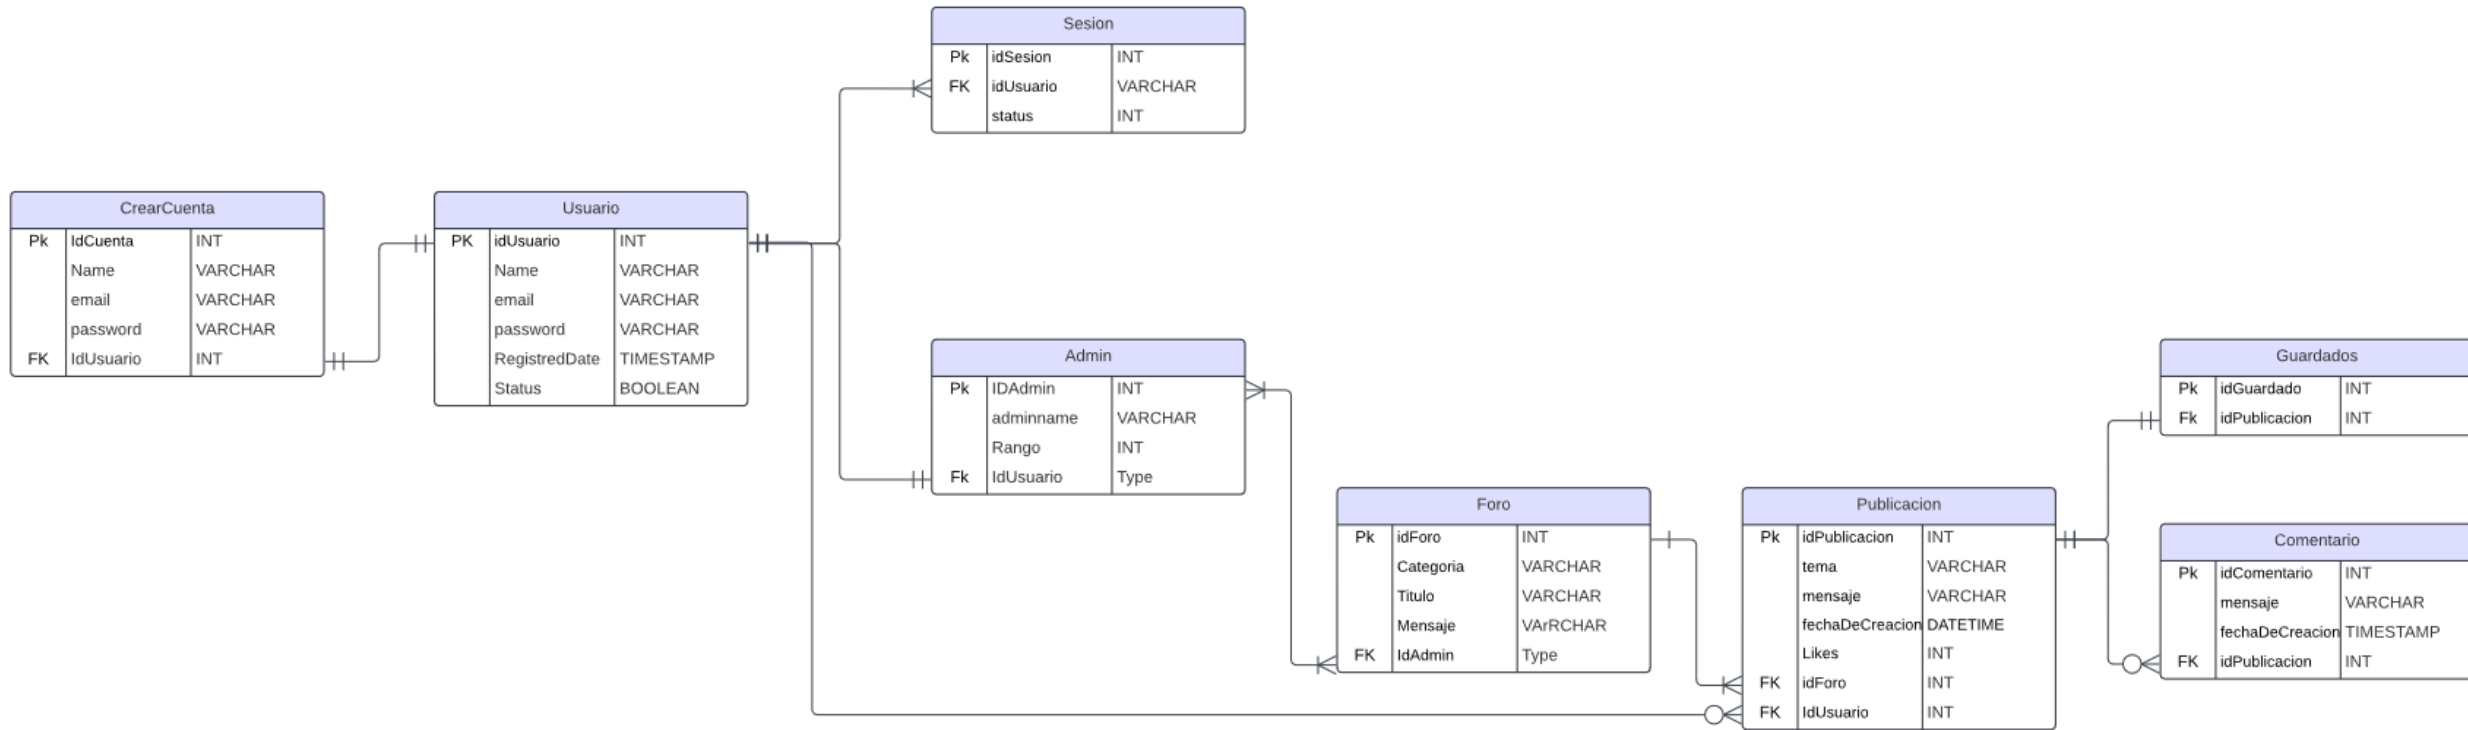 Sesion
Pk idSesion INT
FK idUsuario VARCHAR
status INT
CrearCuenta
Pk IdCuenta INT
Name VARCHAR
email VARCHAR
password VARCHAR
FK IdUsuario INT
Usuario
PK idUsuario INT
Name VARCHAR
email VARCHAR
password VARCHAR
RegistredDate TIMESTAMP
Status BOOLEAN
Admin
Pk IDAdmin INT
adminname VARCHAR
Rango INT
Fk IdUsuario Type
Foro
Pk idForo INT
Categoria VARCHAR
Titulo VARCHAR
Mensaje VArRCHAR
FK IdAdmin Type
Publicacion
Pk idPublicacion INT
tema VARCHAR
mensaje VARCHAR
fechaDeCreacion DATETIME
Likes INT
FK idForo INT
FK IdUsuario INT
Guardados
Pk idGuardado INT
Fk idPublicacion INT
Comentario
Pk idComentario INT
mensaje VARCHAR
fechaDeCreacion TIMESTAMP
FK idPublicacion INT